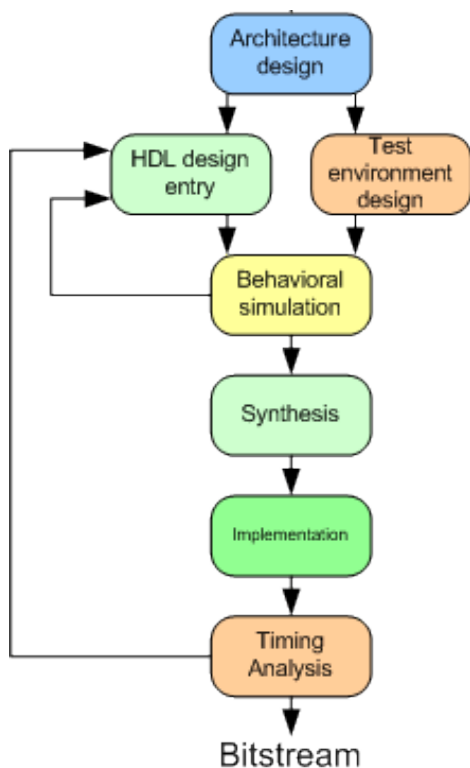 Architecture
design
HDL design
entry
Test
environment
design
Behavioral
simulation
Synthesis
Implementation
Timing
Analysis
Bitstream